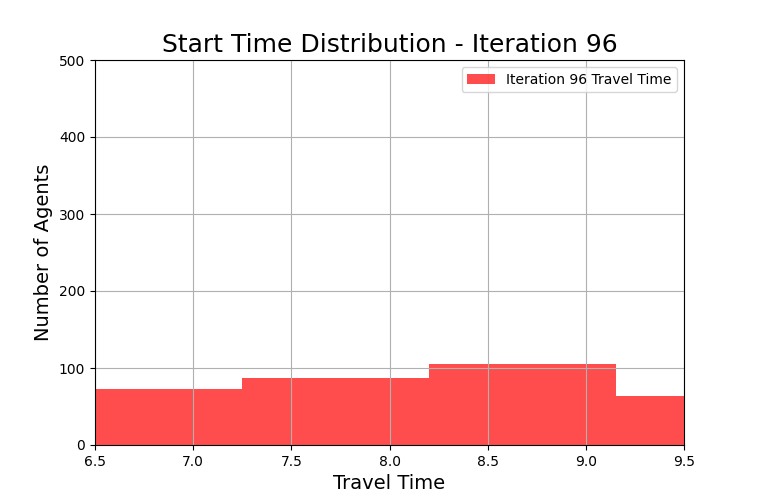 Start Time Distribution - Iteration 96
Iteration 96 Travel Time
Number of Agents
500
400
300
200
100
0
6.5 7.0 7.5 8.0 8.5 9.0 9.5
Travel Time